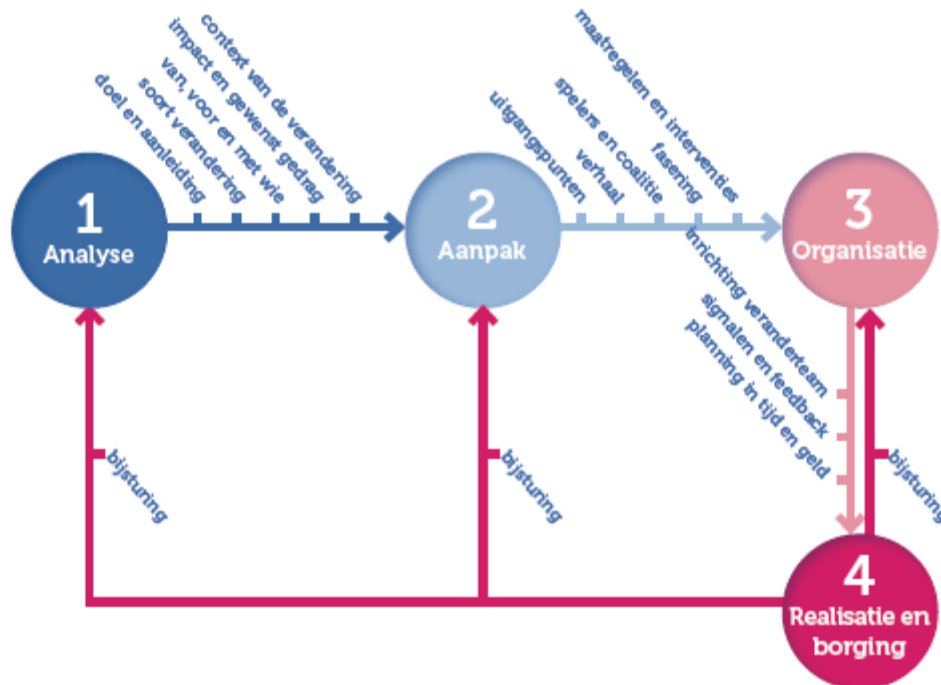 1
Analyse
doel en aanleiding
soort verandering
van, voor en met wie
impact en gewenst gedrag
context van de verandering
2
Aanpak
uitgangspunten
verhaal
spelers en coalitie
fasering
maatregelen en interventies
3
Organisatie
inrichting veranderteam
signalen en feedback
planning in tijd en geld
bijsturing
bijsturing
bijsturing
4
Realisatie en
borging